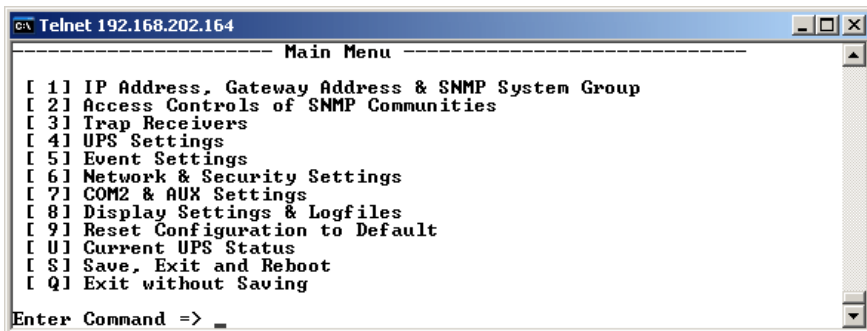 Telnet 192.168.202.164
---------------------- Main Menu -----------------------------
[ 1] IP Address, Gateway Address & SNMP System Group
[ 2] Access Controls of SNMP Communities
[ 3] Trap Receivers
[ 4] UPS Settings
[ 5] Event Settings
[ 6] Network & Security Settings
[ 7] COM2 & AUX Settings
[ 8] Display Settings & Logfiles
[ 9] Reset Configuration to Default
[ U] Current UPS Status
[ S] Save, Exit and Reboot
[ Q] Exit without Saving
Enter Command => _